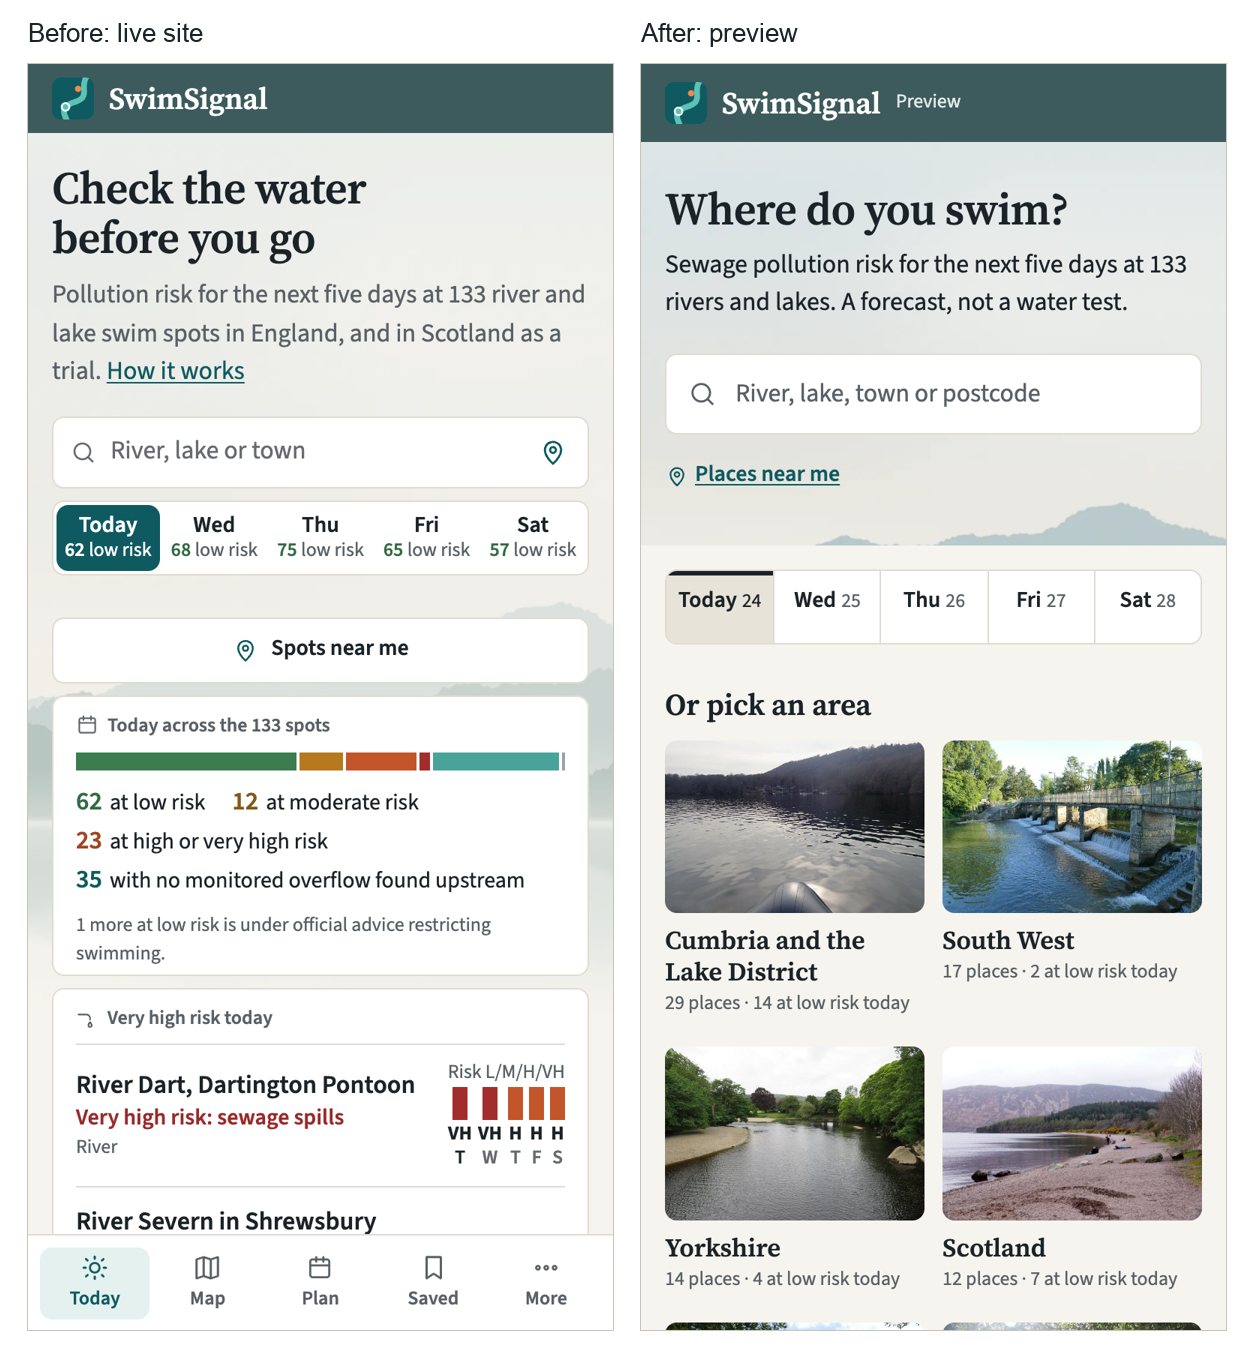 Before: live site
SwimSignal
Check the water
before you go
Pollution risk for the next five days at 133 river and
lake swim spots in England, and in Scotland as a
trial. How it works
River, lake or town
Today Wed Thu Fri Sat
62 low risk 68 low risk 75 low risk 65 low risk 57 low risk
Spots near me
Today across the 133 spots
62 at low risk 12 at moderate risk
23 at high or very high risk
35 with no monitored overflow found upstream
1 more at low risk is under official advice restricting
swimming.
Very high risk today
River Dart, Dartington Pontoon
Very high risk: sewage spills
River
Risk L/M/H/VH
VH VH H H H
T W T F S
River Severn in Shrewsbury
Today Map Plan Saved More
After: preview
SwimSignal Preview
Where do you swim?
Sewage pollution risk for the next five days at 133
rivers and lakes. A forecast, not a water test.
River, lake, town or postcode
Places near me
Today 24 Wed 25 Thu 26 Fri 27 Sat 28
Or pick an area
Cumbria and the
Lake District
29 places · 14 at low risk today
South West
17 places · 2 at low risk today
Yorkshire
14 places · 4 at low risk today
Scotland
12 places · 7 at low risk today